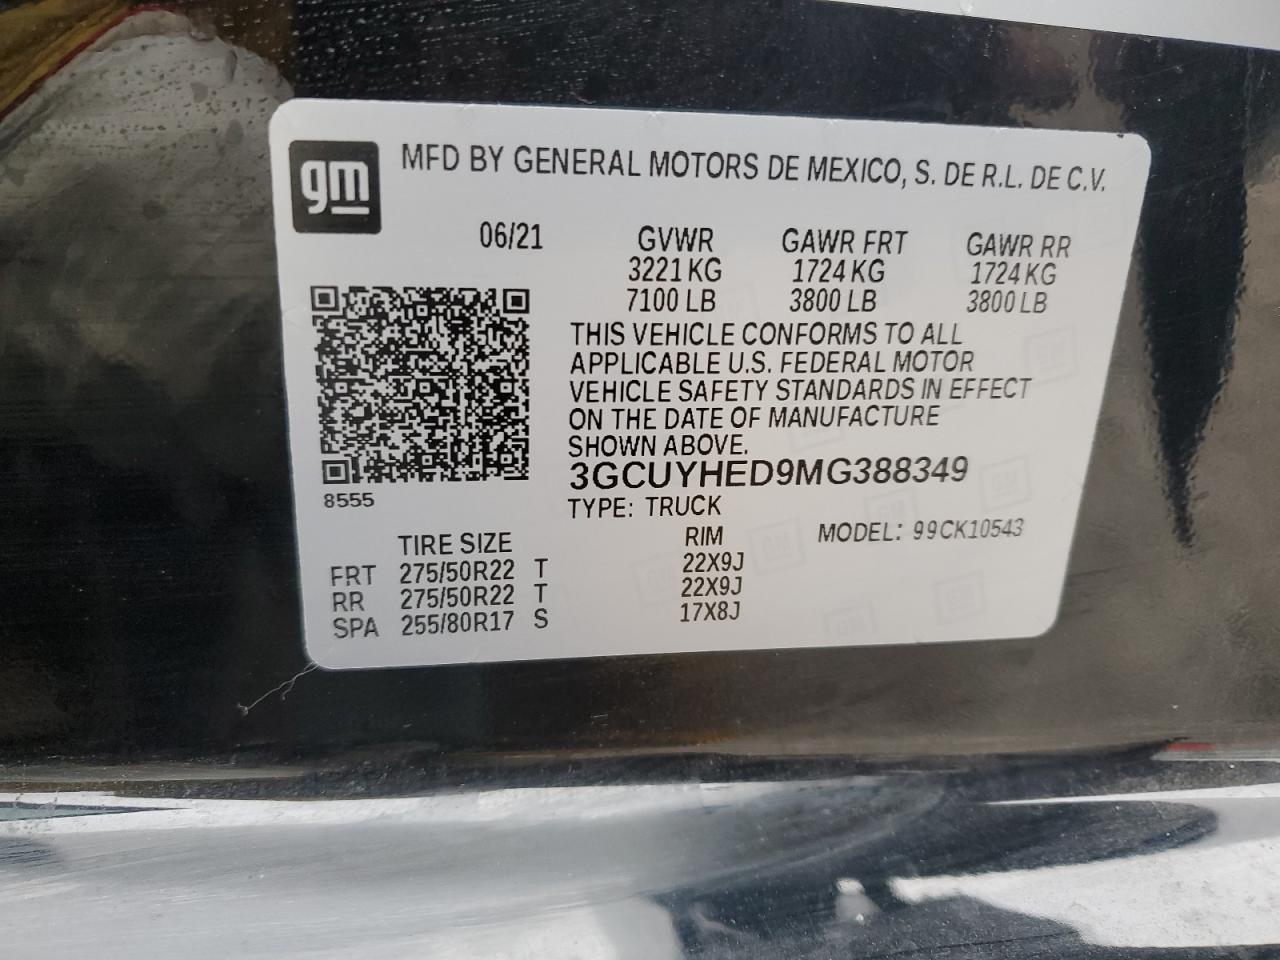 gm MFD BY GENERAL MOTORS DE MEXICO, S. DE R.L. DE C.V.
06/21 GVWR GAWR FRT GAWR RR
3221 KG 1724 KG 1724 KG
7100 LB 3800 LB 3800 LB
THIS VEHICLE CONFORMS TO ALL
APPLICABLE U.S. FEDERAL MOTOR
VEHICLE SAFETY STANDARDS IN EFFECT
ON THE DATE OF MANUFACTURE
SHOWN ABOVE.
3GCUYHED9MG388349
8555
TYPE: TRUCK
MODEL: 99CK10543
TIRE SIZE RIM
FRT 275/50R22 T 22X9J
RR 275/50R22 T 22X9J
SPA 255/80R17 S 17X8J